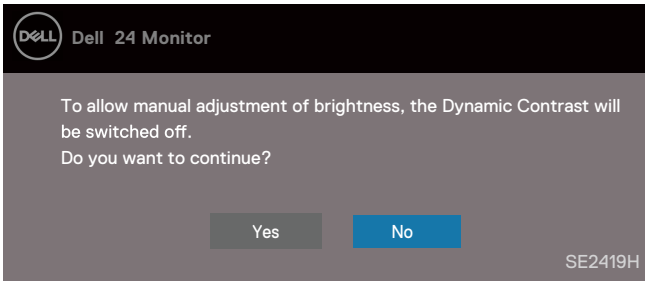 DELL
Dell 24 Monitor
To allow manual adjustment of brightness, the Dynamic Contrast will
be switched off.
Do you want to continue?
Yes
No
SE2419H